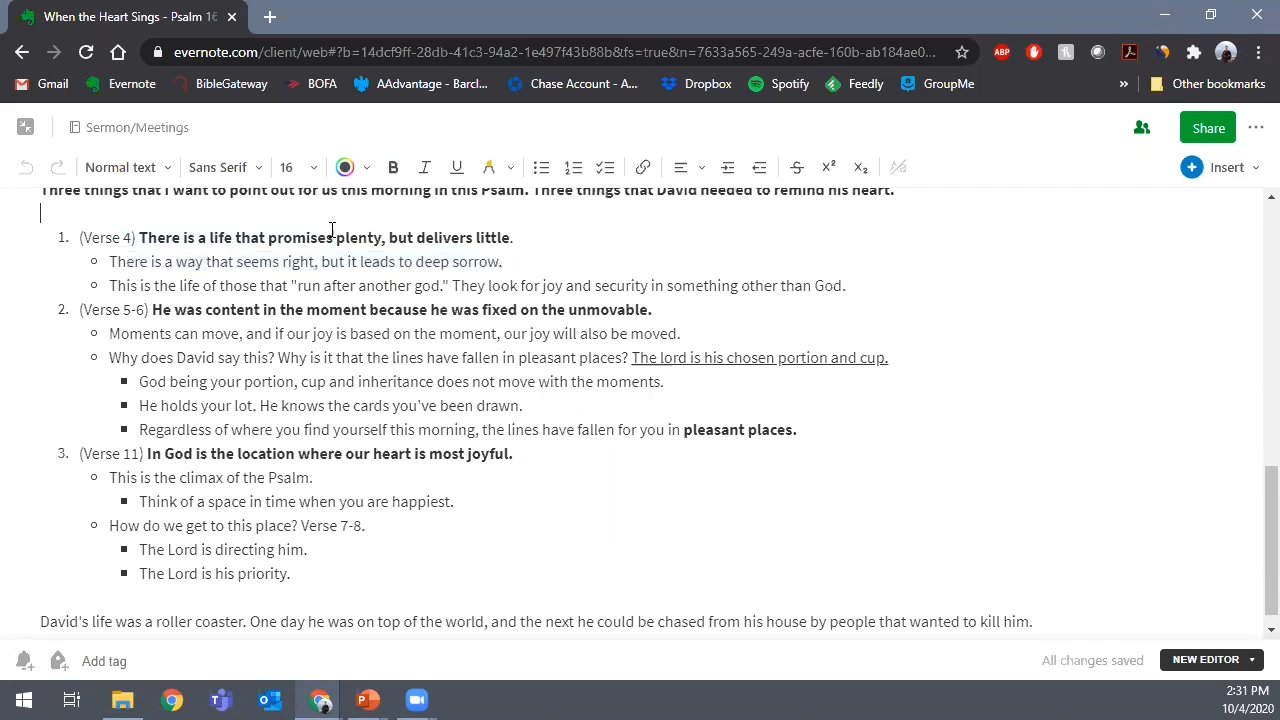 When the Heart Sings - Psalm 16
evernote.com/client/web#?b=14dcf9ff-28db-41c3-94a2-1e497f43b88b&fs=true&n=7633a565-249a-acfe-160b-ab184ae0...
Gmail Evernote BibleGateway BOFA AAdvantage - Barcl... Chase Account - A... Dropbox Spotify Feedly GroupMe » Other bookmarks
Sermon/Meetings Share
Normal text Sans Serif 16 Insert
Three things that I want to point out for us this morning in this Psalm. Three things that David needed to remind his heart.
1. (Verse 4) There is a life that promises plenty, but delivers little.
There is a way that seems right, but it leads to deep sorrow.
This is the life of those that "run after another god." They look for joy and security in something other than God.
2. (Verse 5-6) He was content in the moment because he was fixed on the unmovable.
Moments can move, and if our joy is based on the moment, our joy will also be moved.
Why does David say this? Why is it that the lines have fallen in pleasant places? The lord is his chosen portion and cup.
God being your portion, cup and inheritance does not move with the moments.
He holds your lot. He knows the cards you've been drawn.
Regardless of where you find yourself this morning, the lines have fallen for you in pleasant places.
3. (Verse 11) In God is the location where our heart is most joyful.
This is the climax of the Psalm.
Think of a space in time when you are happiest.
How do we get to this place? Verse 7-8.
The Lord is directing him.
The Lord is his priority.
David's life was a roller coaster. One day he was on top of the world, and the next he could be chased from his house by people that wanted to kill him.
Add tag All changes saved NEW EDITOR
2:31 PM
10/4/2020